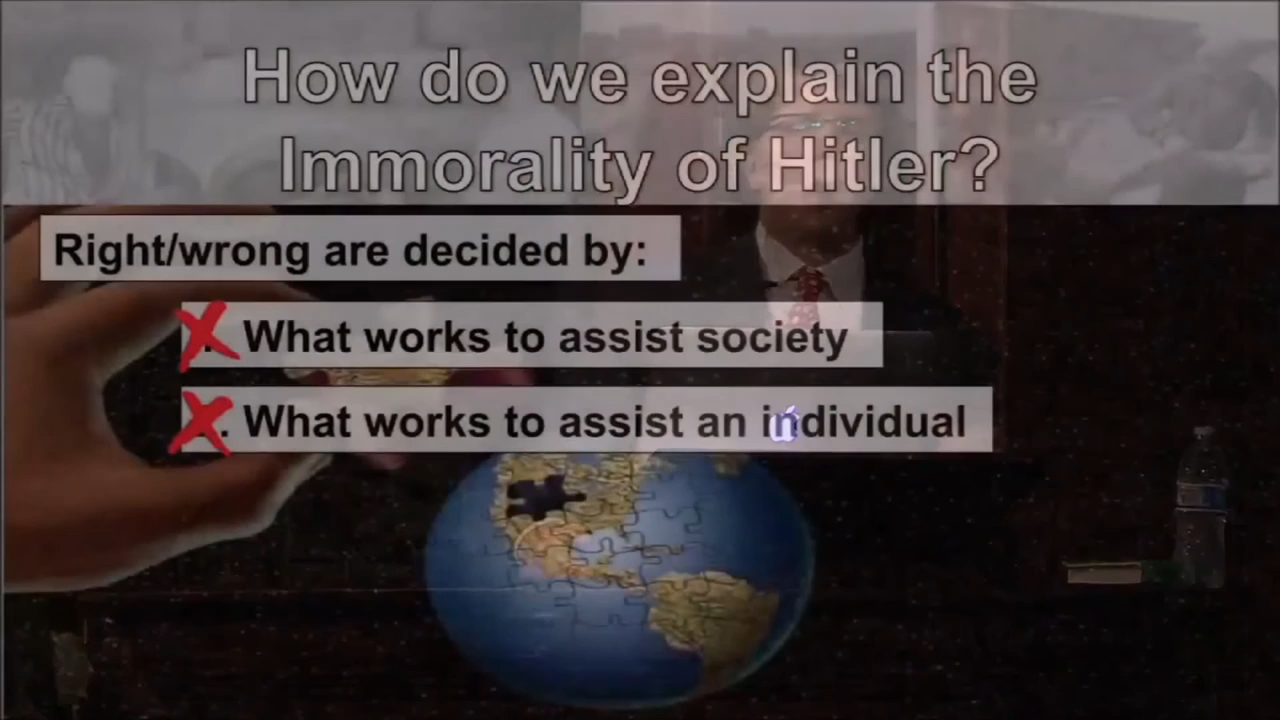 How do we explain the
Immorality of Hitler?
Right/wrong are decided by:
. What works to assist society
. What works to assist an individual